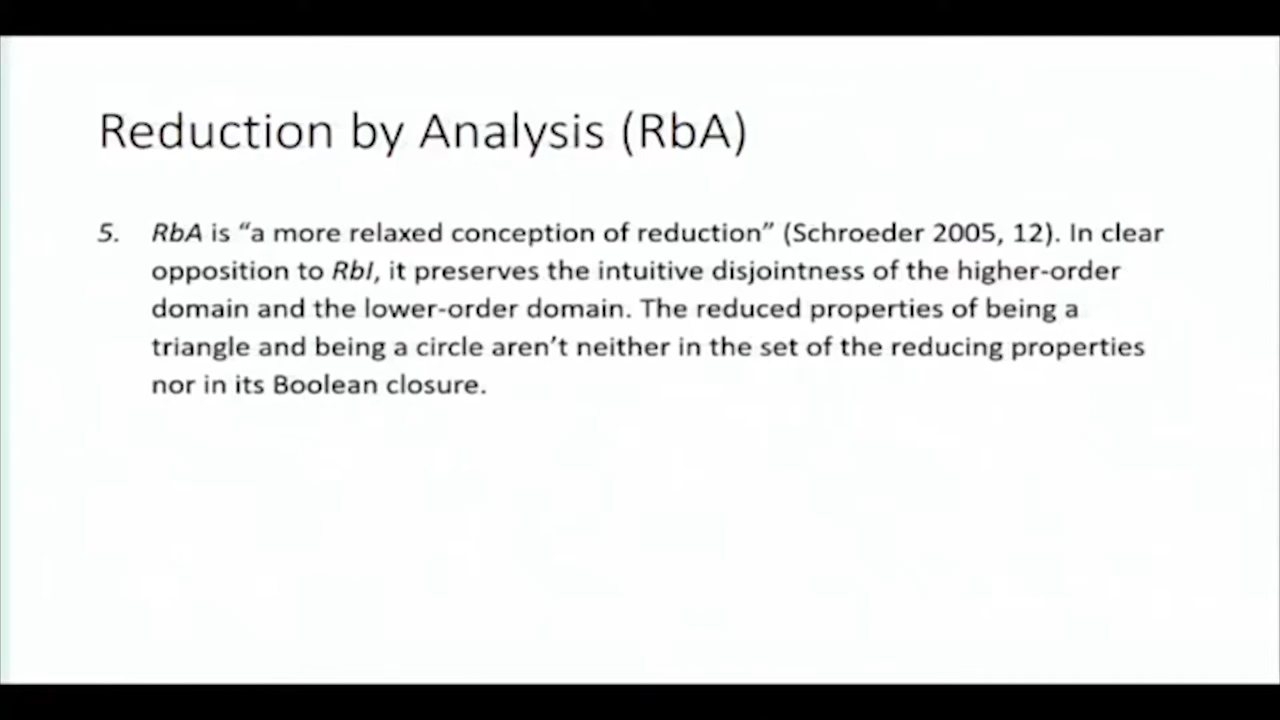 Reduction by Analysis (RbA)
5. RbA is “a more relaxed conception of reduction” (Schroeder 2005, 12). In clear
opposition to RbI, it preserves the intuitive disjointness of the higher-order
domain and the lower-order domain. The reduced properties of being a
triangle and being a circle aren’t neither in the set of the reducing properties
nor in its Boolean closure.